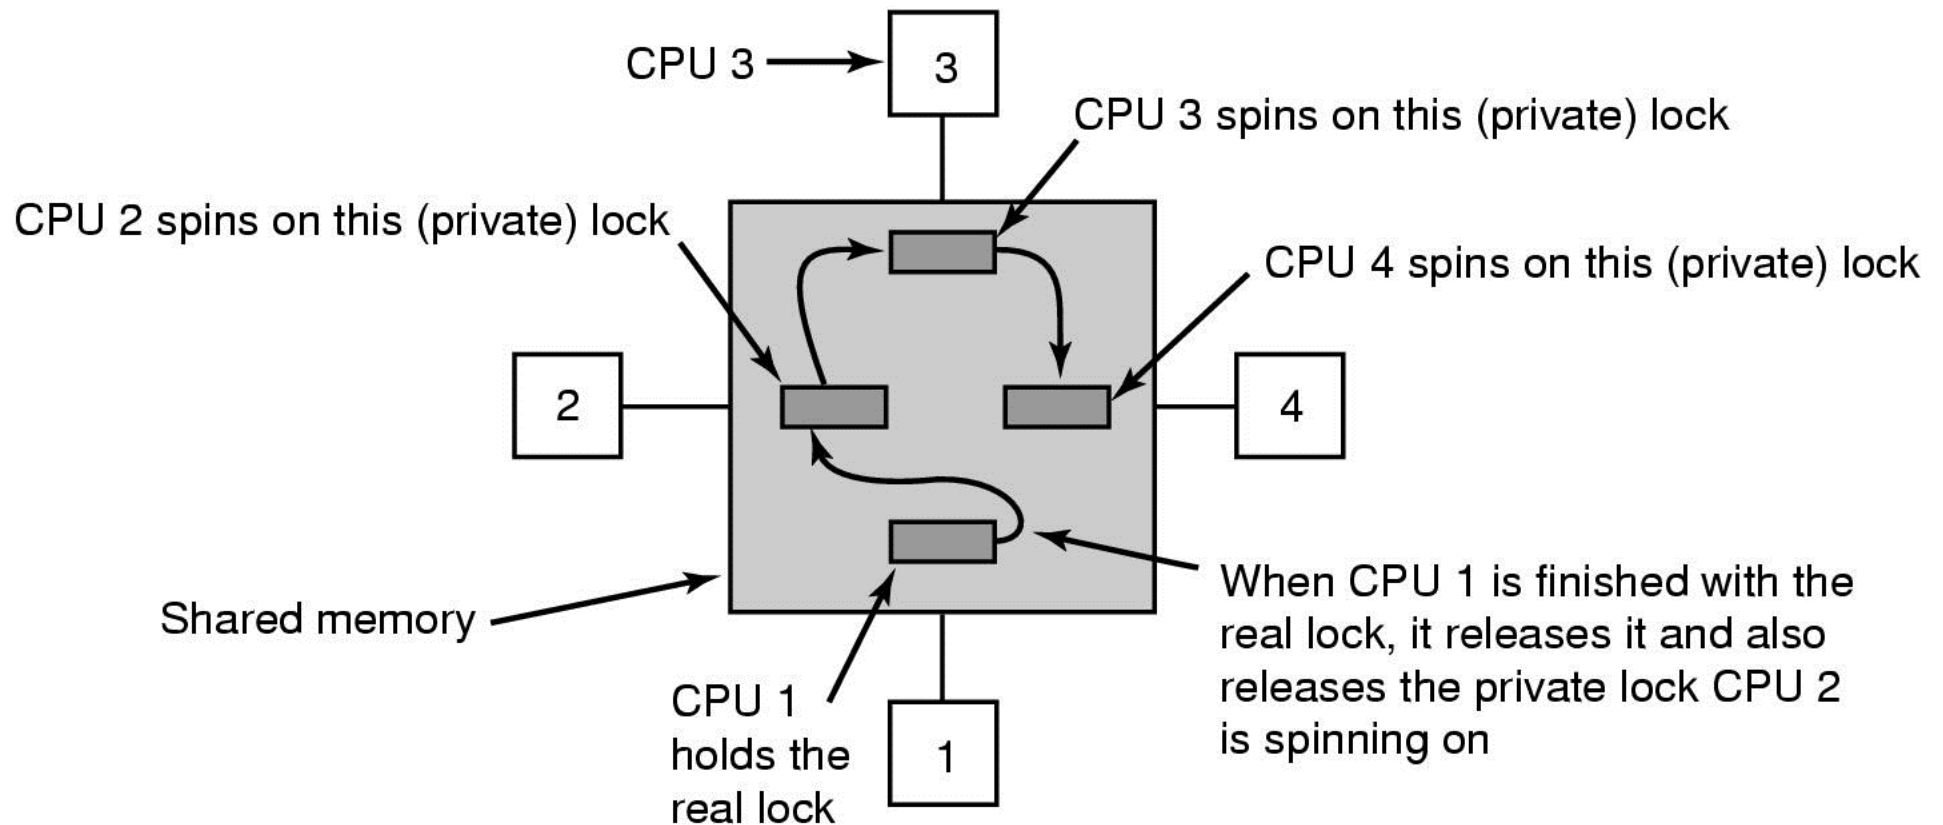 CPU 3
3
CPU 3 spins on this (private) lock
CPU 2 spins on this (private) lock
CPU 4 spins on this (private) lock
2
4
Shared memory
CPU 1
holds the
real lock
1
When CPU 1 is finished with the
real lock, it releases it and also
releases the private lock CPU 2
is spinning on